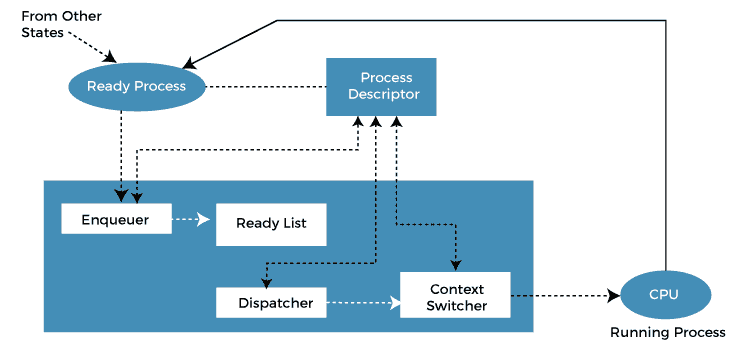 From Other
States
Ready Process
Process
Descriptor
Enqueuer
Ready List
Dispatcher
Context
Switcher
CPU
Running Process